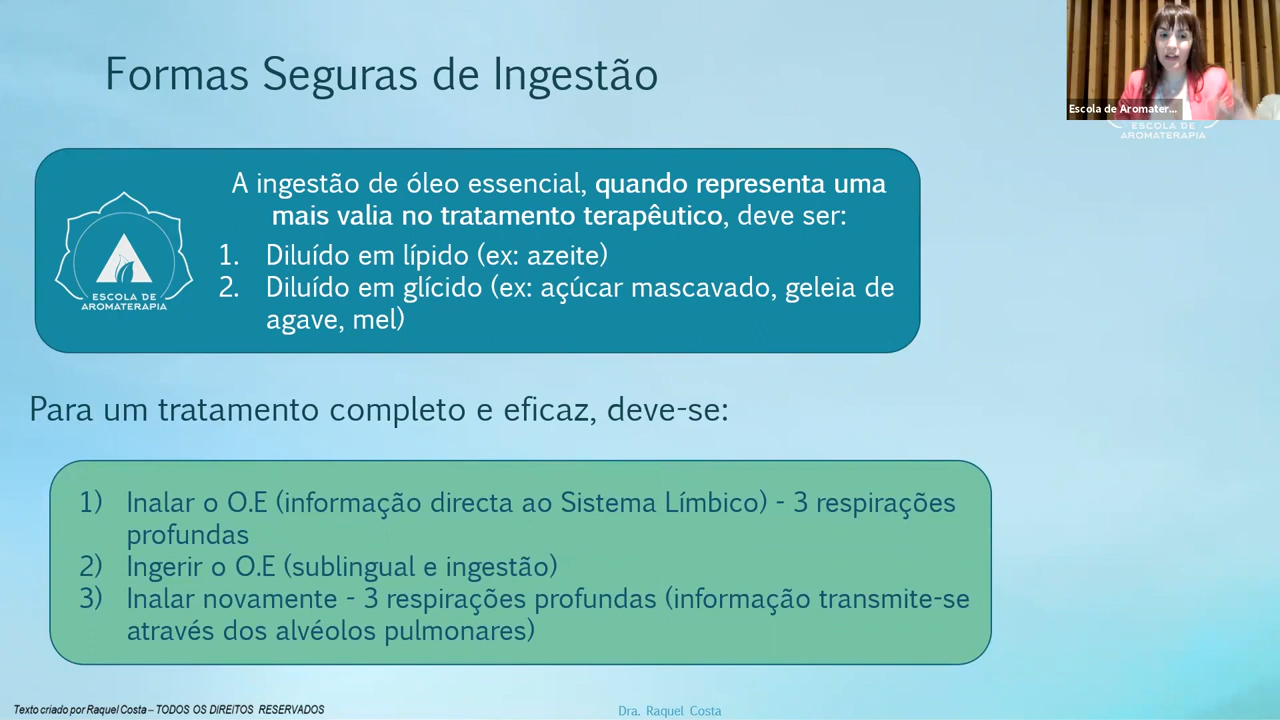 Formas Seguras de Ingestão
Escola de Aromater...
ESCOLA DE
AROMATERAPIA
A ingestão de óleo essencial, quando representa uma
mais valia no tratamento terapêutico, deve ser:
1. Diluído em lípido (ex: azeite)
2. Diluído em glícido (ex: açúcar mascavado, geleia de
agave, mel)
ESCOLA DE
AROMATERAPIA
Para um tratamento completo e eficaz, deve-se:
1) Inalar o O.E (informação directa ao Sistema Límbico) - 3 respirações
profundas
2) Ingerir o O.E (sublingual e ingestão)
3) Inalar novamente - 3 respirações profundas (informação transmite-se
através dos alvéolos pulmonares)
Texto criado por Raquel Costa – TODOS OS DIREITOS RESERVADOS
Dra. Raquel Costa